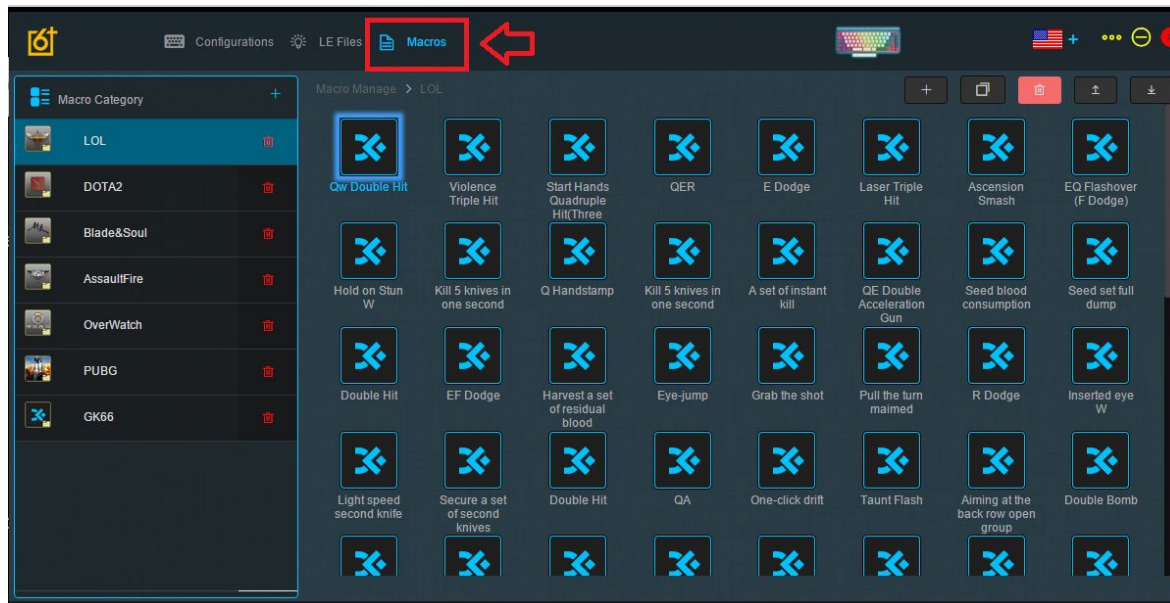 Configurations
LE Files
Macros
Macro Category
Macro Manage > LOL
LOL
DOTA2
Blade&Soul
AssaultFire
OverWatch
PUBG
GK66
Qw Double Hit
Violence
Triple Hit
Start Hands
Quadruple
Hit(Three
QER
E Dodge
Laser Triple
Hit
Ascension
Smash
EQ Flashover
(F Dodge)
Hold on Stun
W
Kill 5 knives in
one second
Q Handstamp
Kill 5 knives in
one second
A set of instant
kill
QE Double
Acceleration
Gun
Seed blood
consumption
Seed set full
dump
Double Hit
EF Dodge
Harvest a set
of residual
blood
Eye-jump
Grab the shot
Pull the turn
maimed
R Dodge
Inserted eye
W
Light speed
second knife
Secure a set
of second
knives
Double Hit
QA
One-click drift
Taunt Flash
Aiming at the
back row open
group
Double Bomb